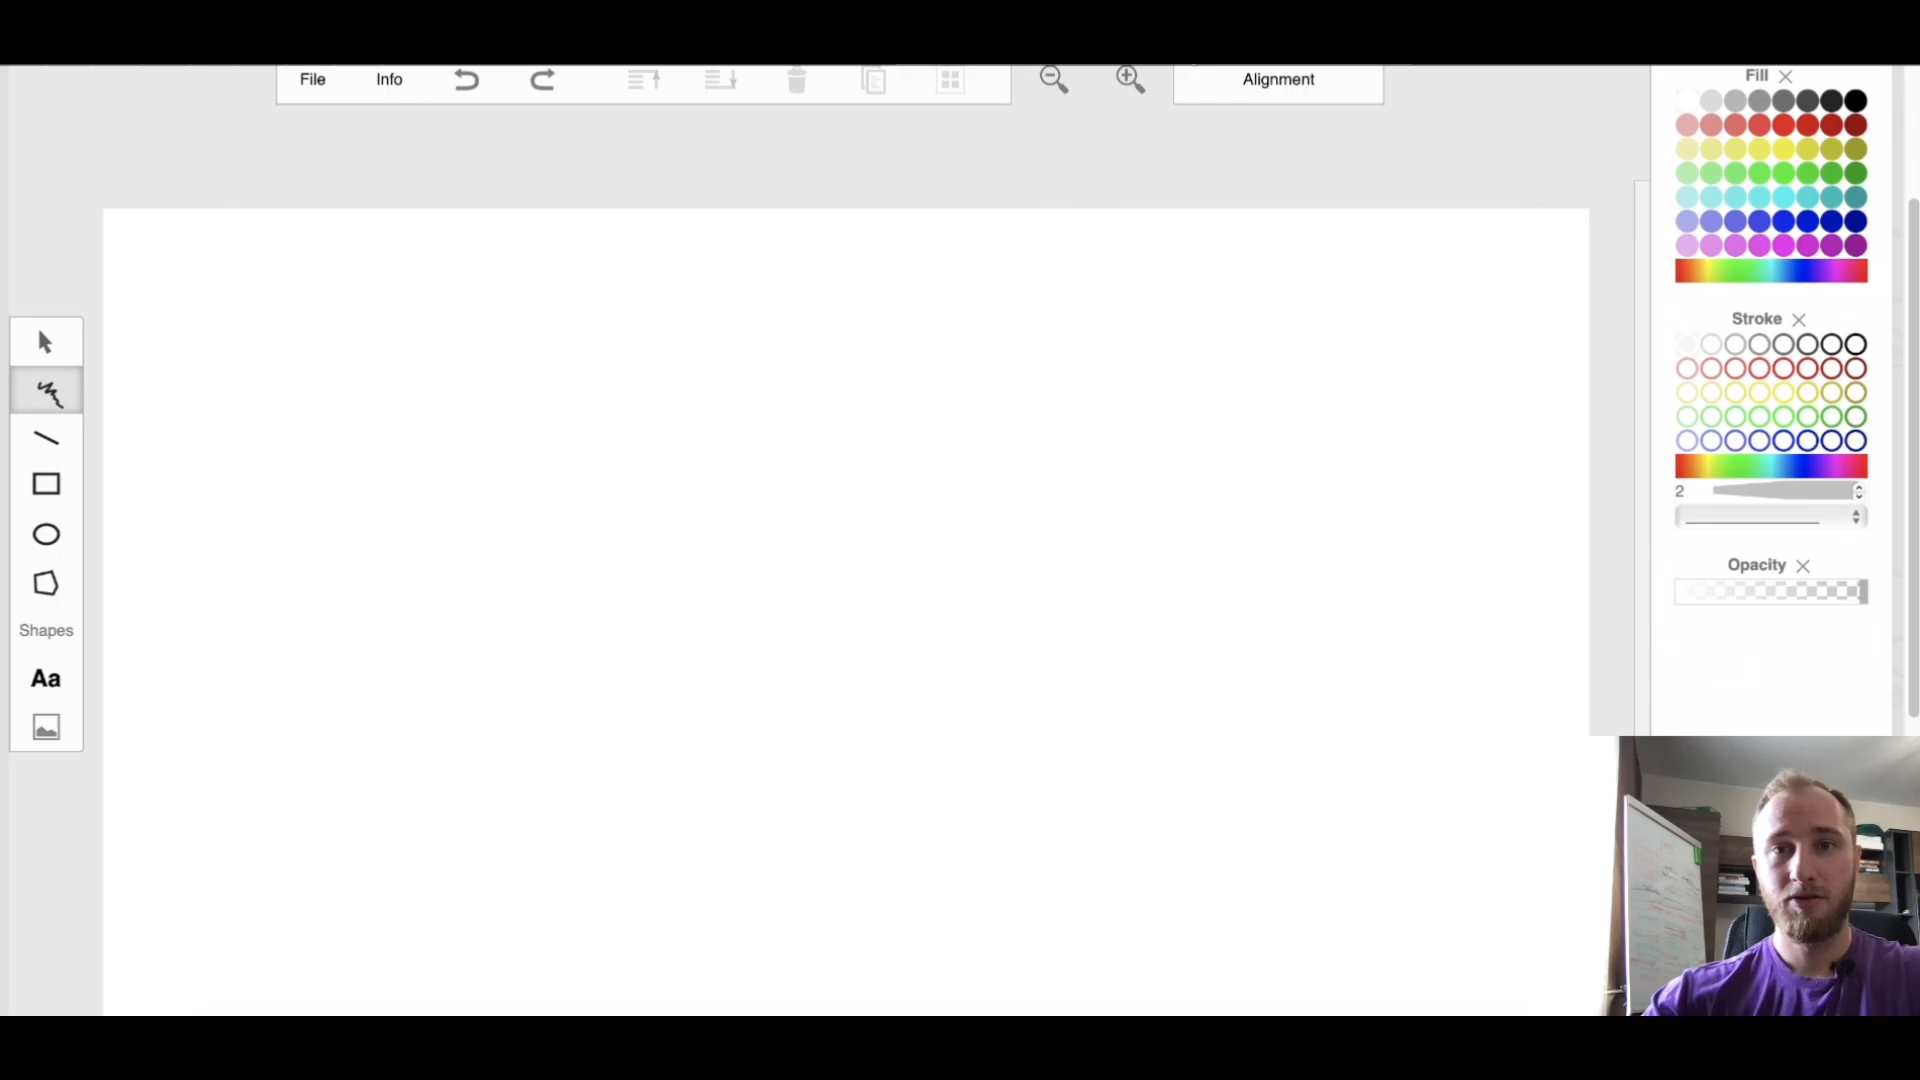 File Info Alignment
Fill
Stroke
2
Opacity
Shapes
Aa